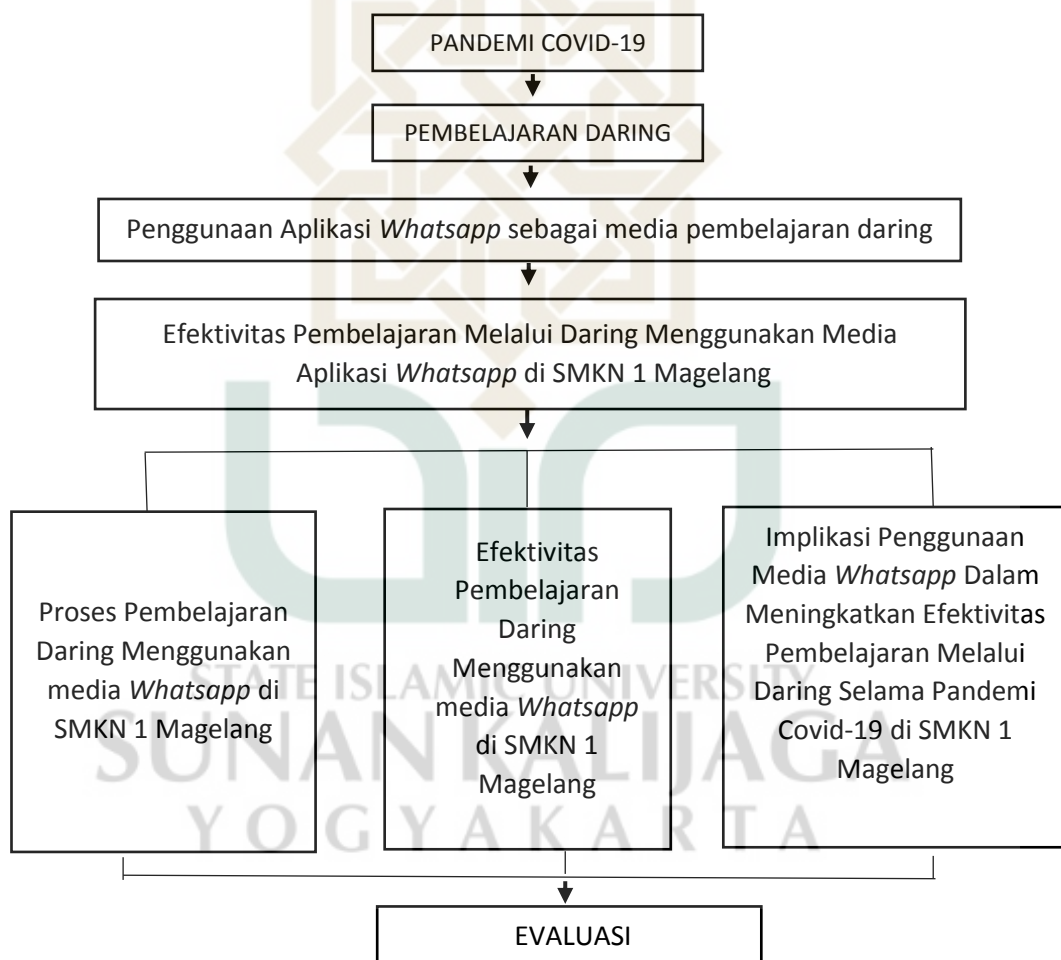 PANDEMI COVID-19
PEMBELAJARAN DARING
Penggunaan Aplikasi Whatsapp sebagai media pembelajaran daring
Efektivitas Pembelajaran Melalui Daring Menggunakan Media
Aplikasi Whatsapp di SMKN 1 Magelang
Proses Pembelajaran
Daring Menggunakan
media Whatsapp di
SMKN 1 Magelang
Efektivitas
Pembelajaran
Daring
Menggunakan
media Whatsapp
di SMKN 1
Magelang
Implikasi Penggunaan
Media Whatsapp Dalam
Meningkatkan Efektivitas
Pembelajaran Melalui
Daring Selama Pandemi
Covid-19 di SMKN 1
Magelang
STATE ISLAMIC UNIVERSITY
SUNAN KALIJAGA
YOGYAKARTA
EVALUASI